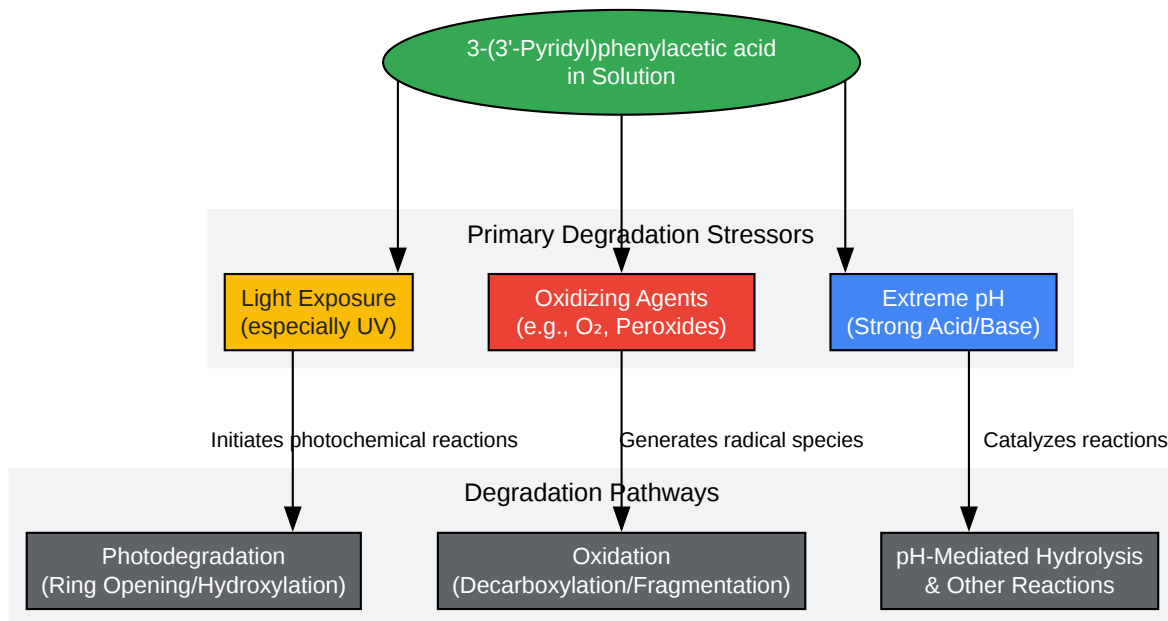 3-(3'-Pyridyl)phenylacetic acid
in Solution
Primary Degradation Stressors
Light Exposure
(especially UV)
Oxidizing Agents
(e.g., O₂, Peroxides)
Extreme pH
(Strong Acid/Base)
Initiates photochemical reactions
Generates radical species
Catalyzes reactions
Degradation Pathways
Photodegradation
(Ring Opening/Hydroxylation)
Oxidation
(Decarboxylation/Fragmentation)
pH-Mediated Hydrolysis
& Other Reactions